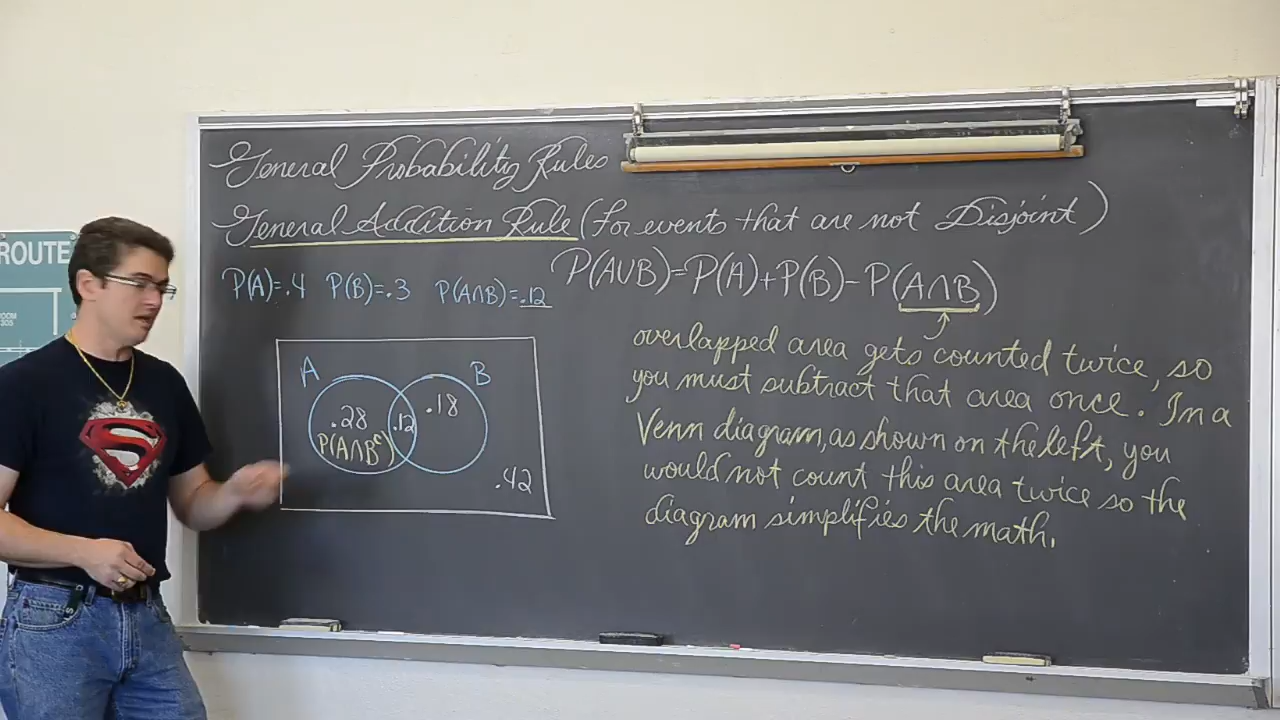 General Probability Rules
General Addition Rule (for events that are not Disjoint)
P(A)=.4 P(B)=.3 P(A∩B)=.12
P(A∪B)=P(A)+P(B)-P(A∩B)
overlapped area gets counted twice, so
you must subtract that area once. In a
Venn diagram, as shown on the left, you
would not count this area twice so the
diagram simplifies the math.
A B
.28 .12 .18
P(A∩Bᶜ)
.42
ROUTE
305
S